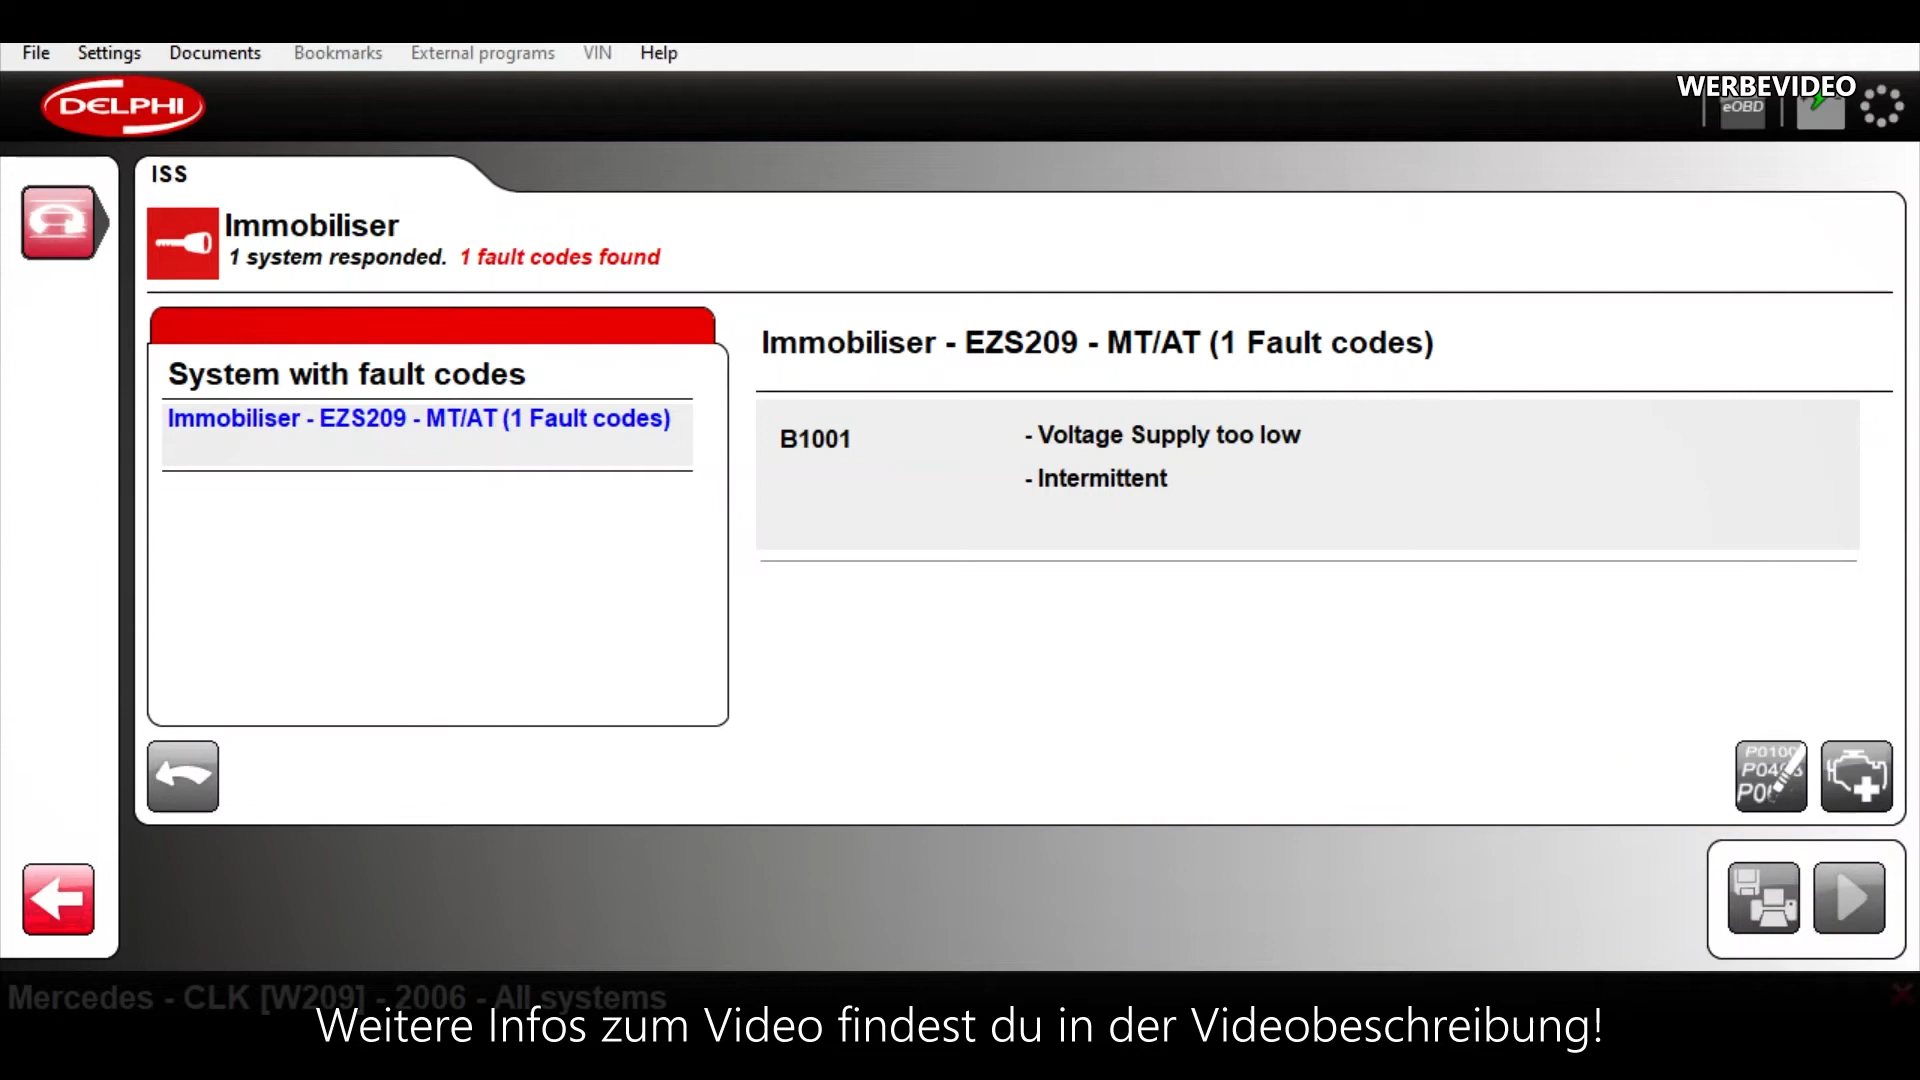 File Settings Documents Bookmarks External programs VIN Help
DELPHI
WERBEVIDEO
eOBD
ISS
Immobiliser
1 system responded. 1 fault codes found
System with fault codes
Immobiliser - EZS209 - MT/AT (1 Fault codes)
Immobiliser - EZS209 - MT/AT (1 Fault codes)
B1001
- Voltage Supply too low
- Intermittent
P0100
Mercedes - CLK [W209] - 2006 - All systems
Weitere Infos zum Video findest du in der Videobeschreibung!